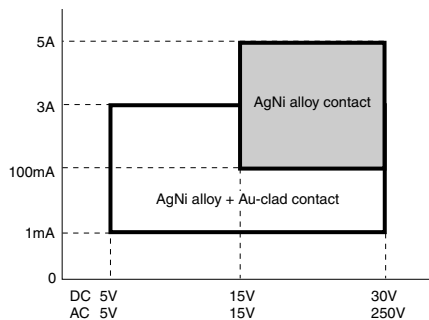 5A
AgNi alloy contact
3A
100mA
AgNi alloy + Au-clad contact
1mA
0
DC 5V 15V 30V
AC 5V 15V 250V